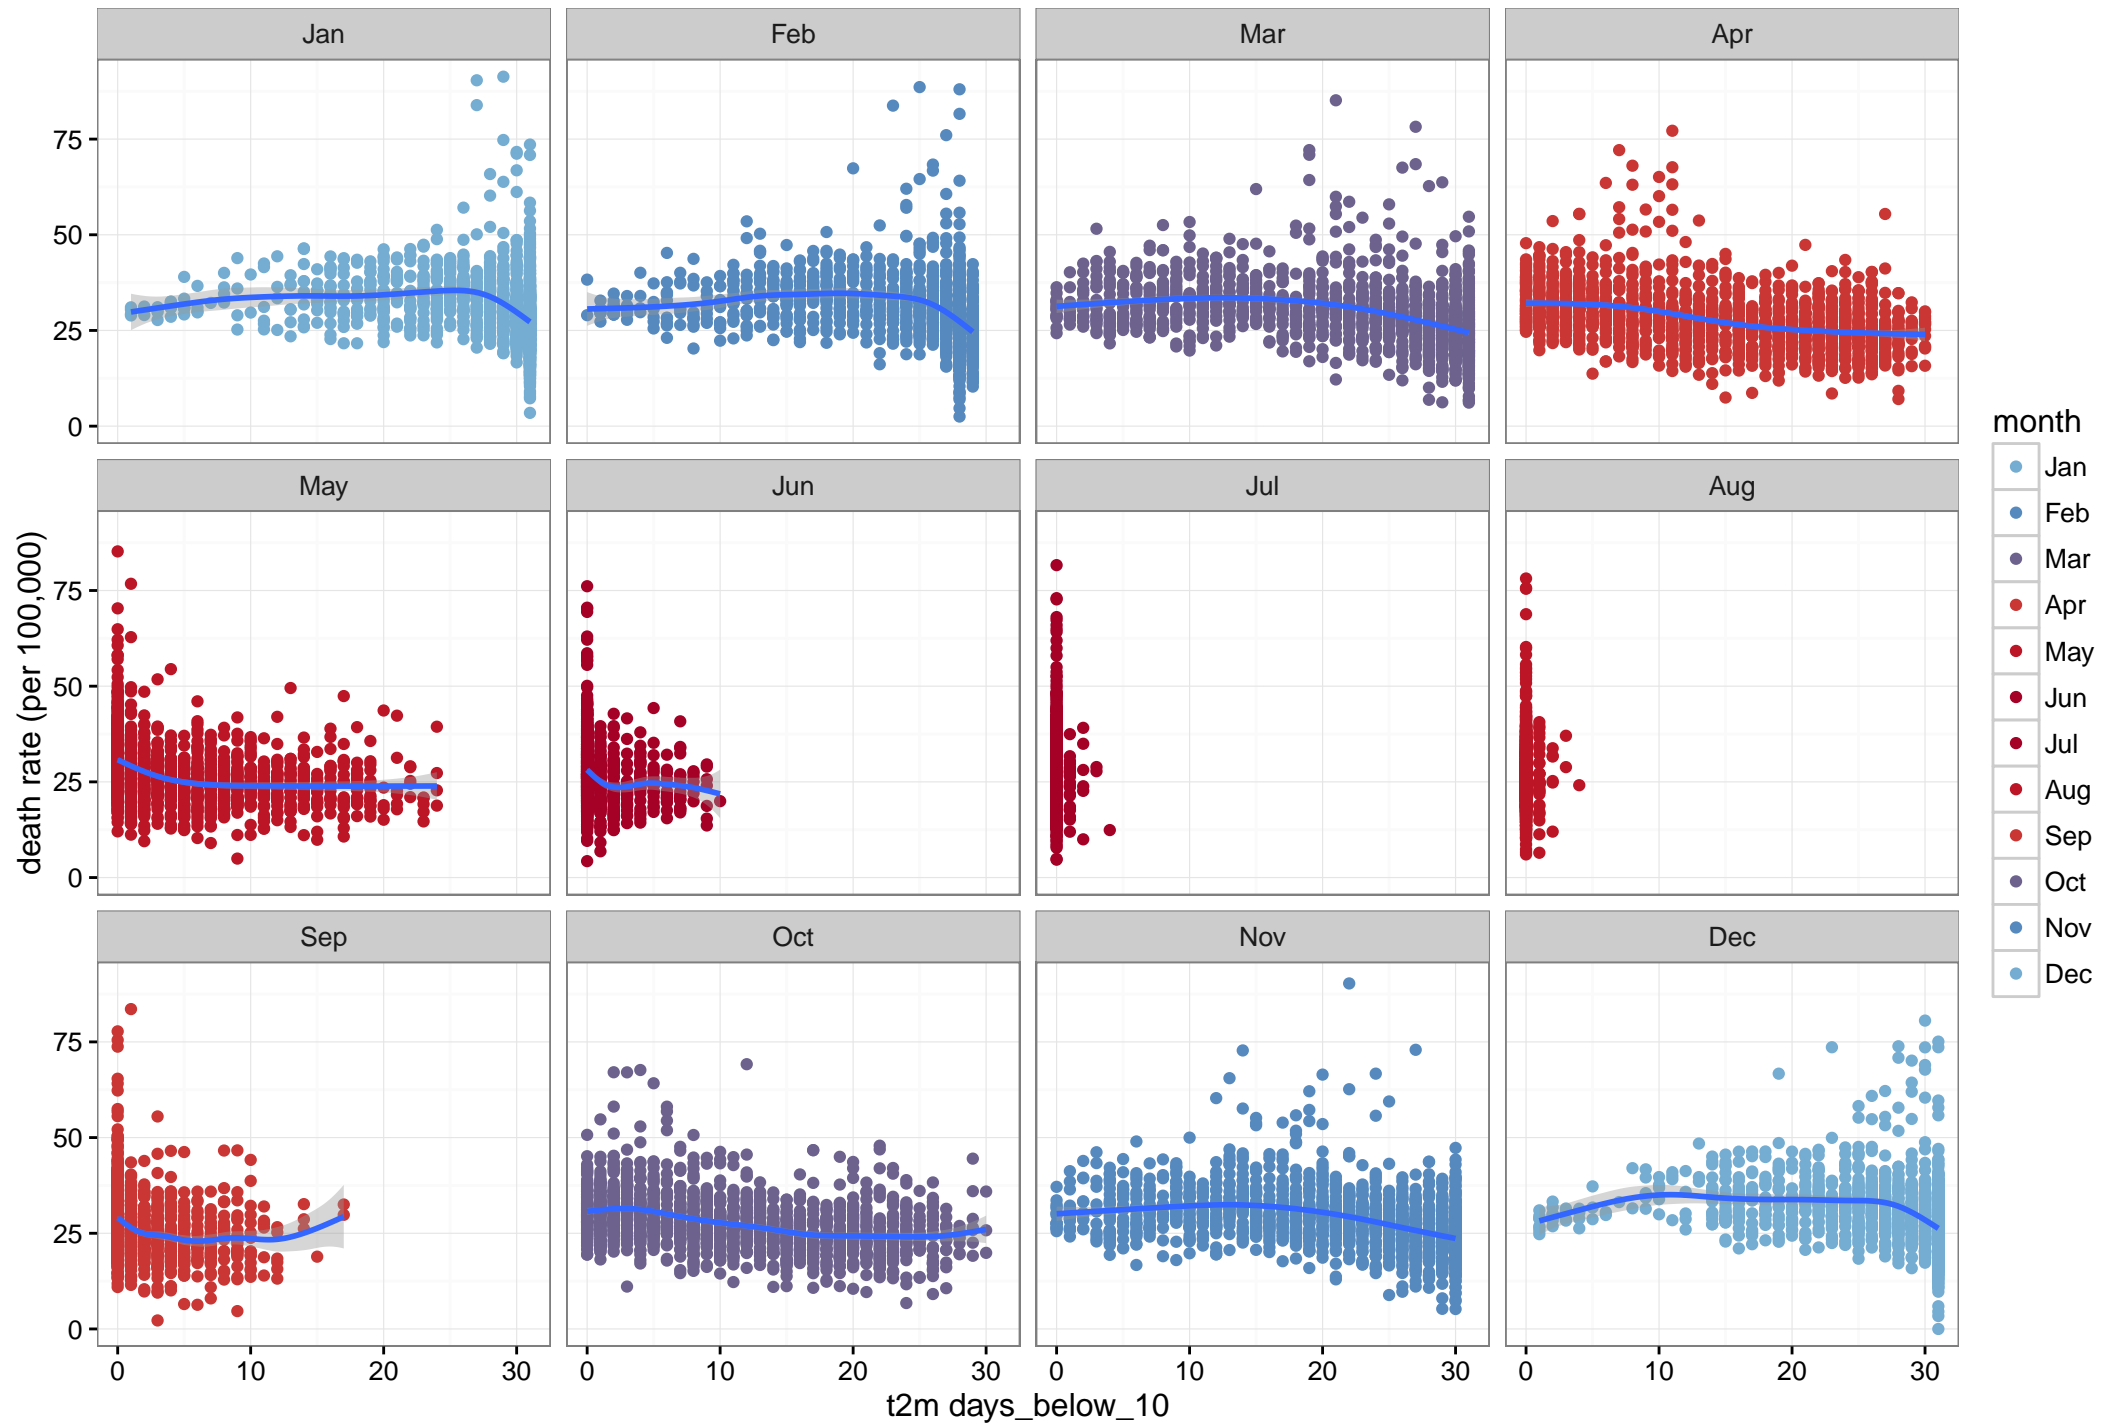 Jan Feb Mar Apr
75
50
25
0
May Jun Jul Aug
75
50
25
0
Sep Oct Nov Dec
75
50
25
0
0 10 20 30 0 10 20 30 0 10 20 30 0 10 20 30
t2m days_below_10
death rate (per 100,000)
month
Jan
Feb
Mar
Apr
May
Jun
Jul
Aug
Sep
Oct
Nov
Dec